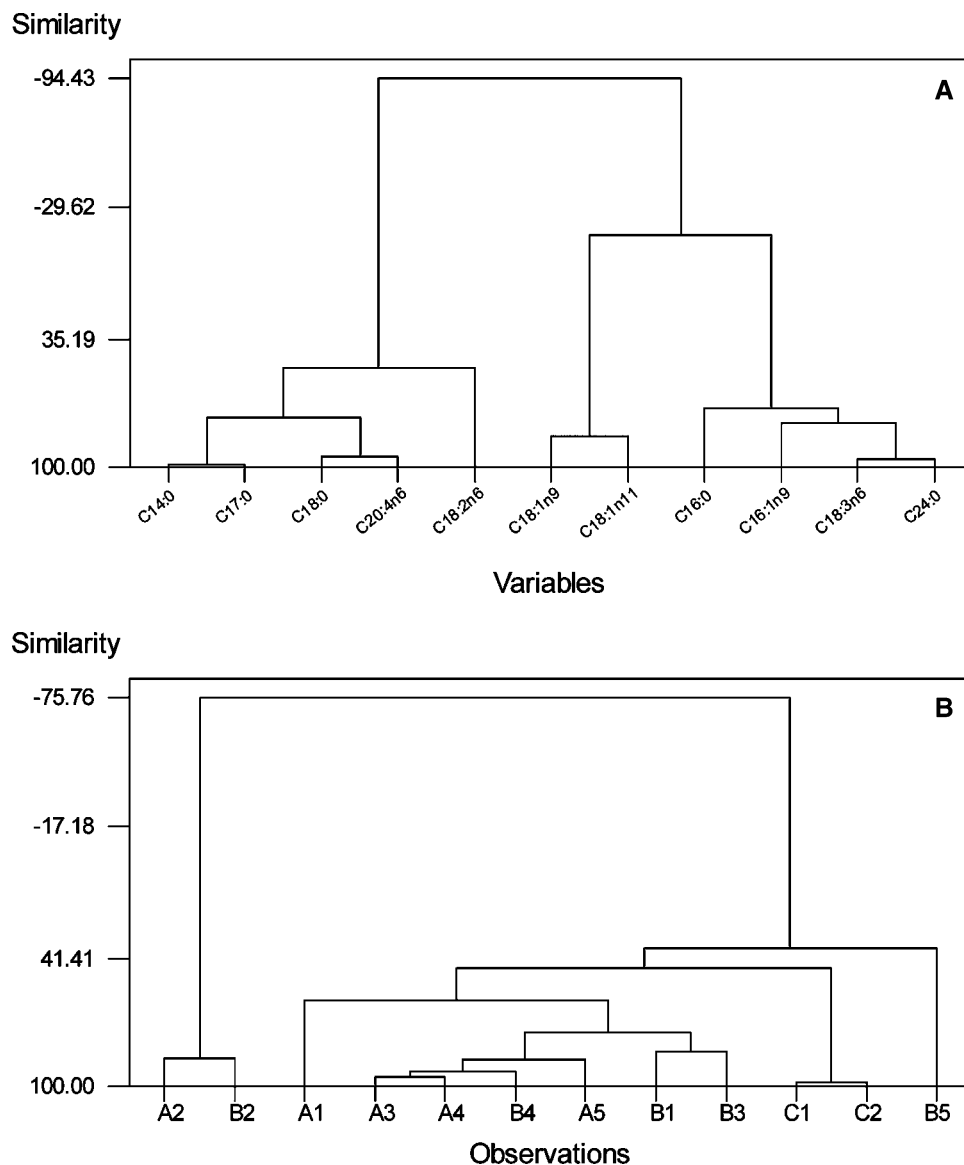 Similarity
A
-94.43
-29.62
35.19
100.00
C14:0 C17:0 C18:0 C20:4n6 C18:2n6 C18:1n9 C18:1n11 C16:0 C16:1n9 C18:3n6 C24:0
Variables
Similarity
B
-75.76
-17.18
41.41
100.00
A2 B2 A1 A3 A4 B4 A5 B1 B3 C1 C2 B5
Observations